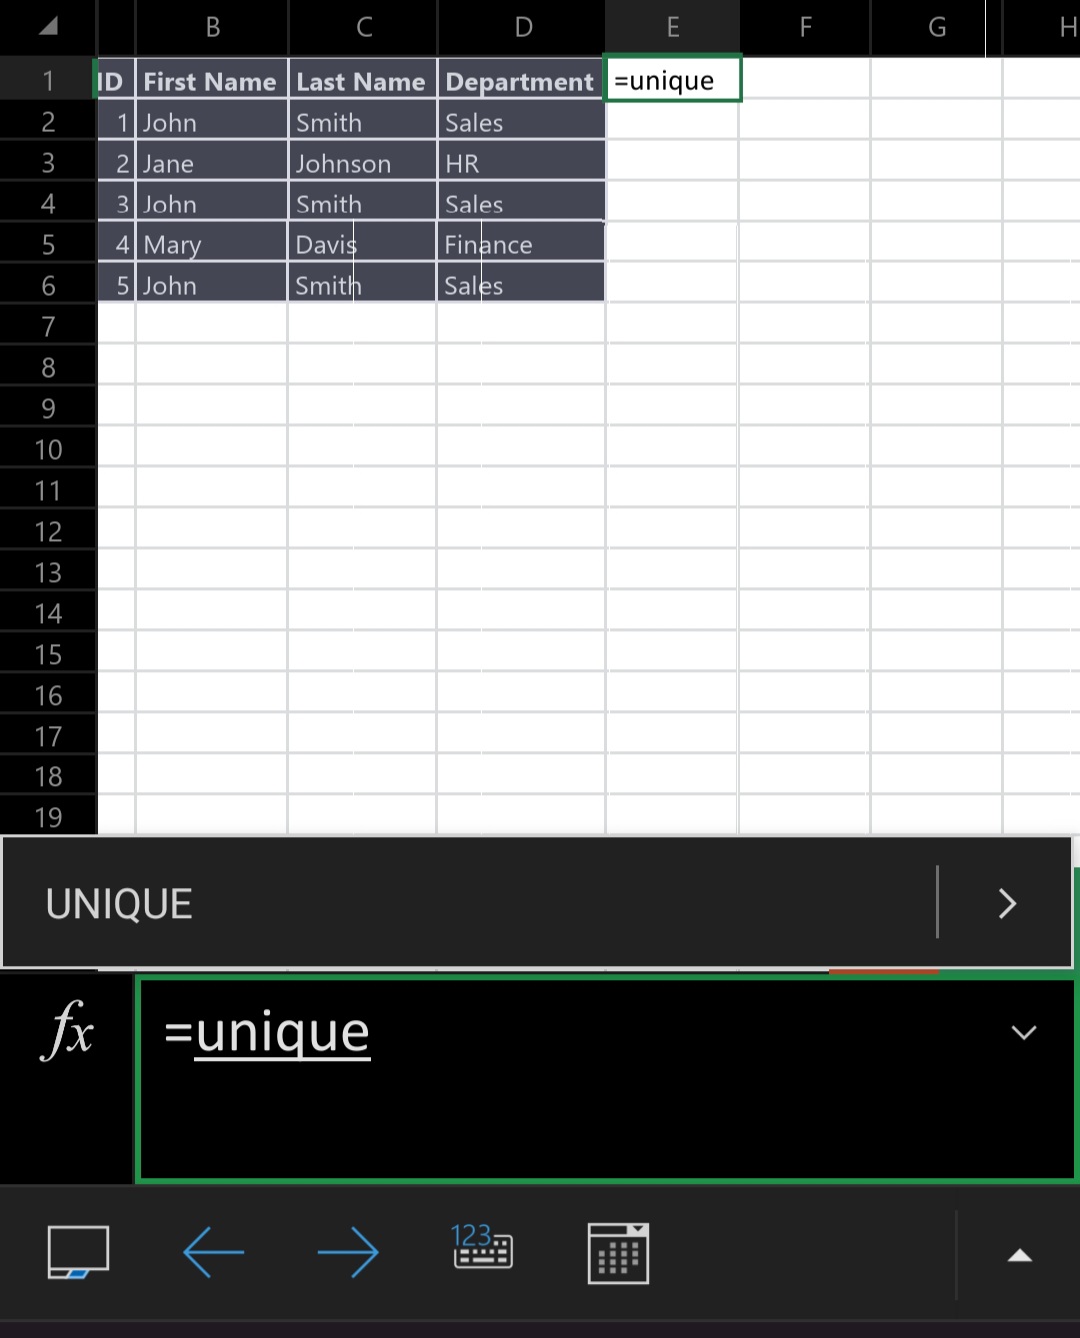 B C D E F G H
1 ID First Name Last Name Department =unique
2 1 John Smith Sales
3 2 Jane Johnson HR
4 3 John Smith Sales
5 4 Mary Davis Finance
6 5 John Smith Sales
7
8
9
10
11
12
13
14
15
16
17
18
19
UNIQUE
fx =unique
123